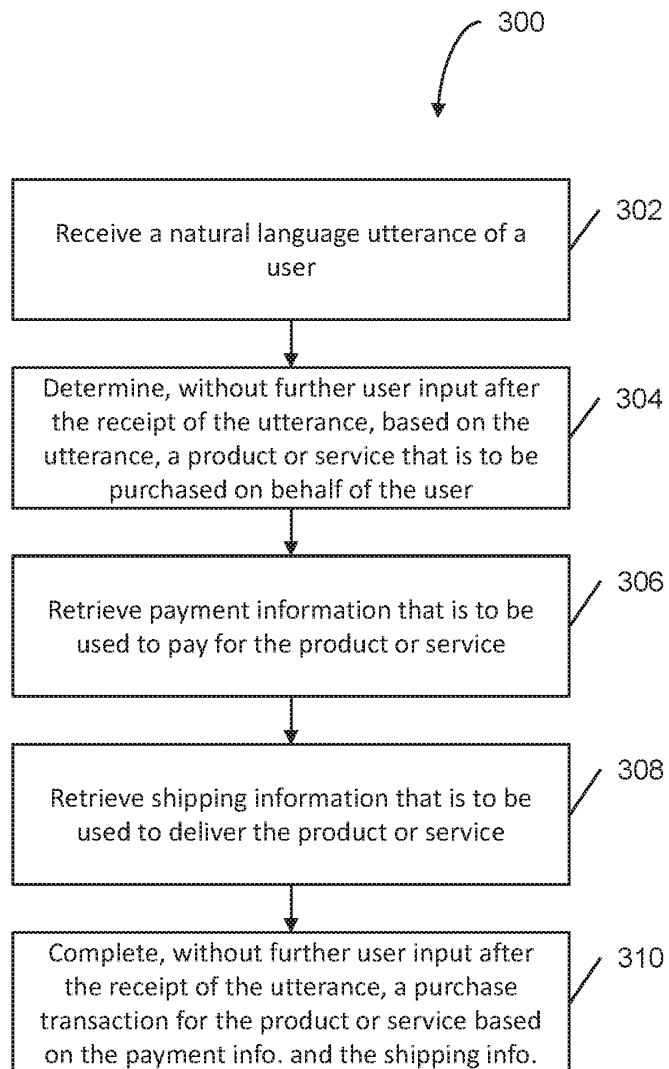 300
Receive a natural language utterance of a
user
302
Determine, without further user input after
the receipt of the utterance, based on the
utterance, a product or service that is to be
purchased on behalf of the user
304
Retrieve payment information that is to be
used to pay for the product or service
306
Retrieve shipping information that is to be
used to deliver the product or service
308
Complete, without further user input after
the receipt of the utterance, a purchase
transaction for the product or service based
on the payment info. and the shipping info.
310